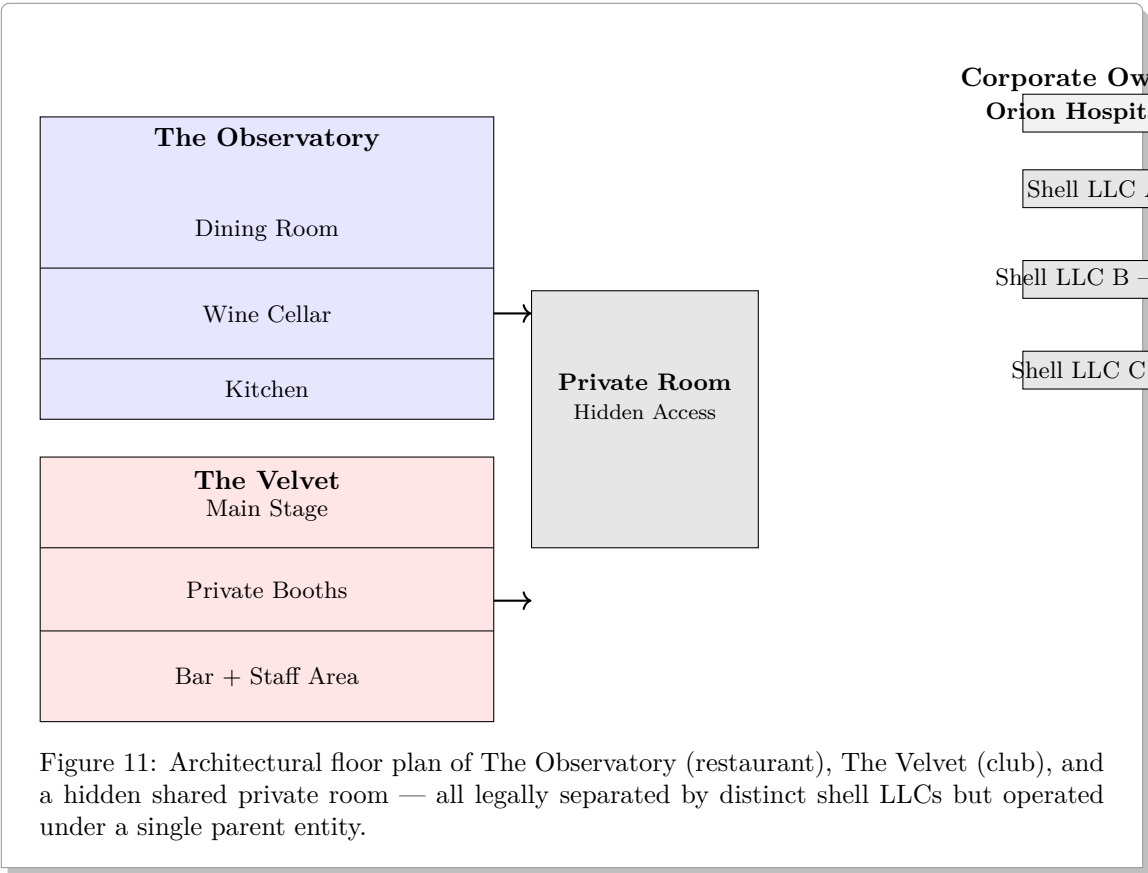 The Observatory
Dining Room
Wine Cellar
Kitchen
The Velvet
Main Stage
Private Booths
Bar + Staff Area
Private Room
Hidden Access
Corporate
Orion
Shell LLC
Shell LLC B –
Shell LLC C
Figure 11: Architectural floor plan of The Observatory (restaurant), The Velvet (club), and
a hidden shared private room — all legally separated by distinct shell LLCs but operated
under a single parent entity.